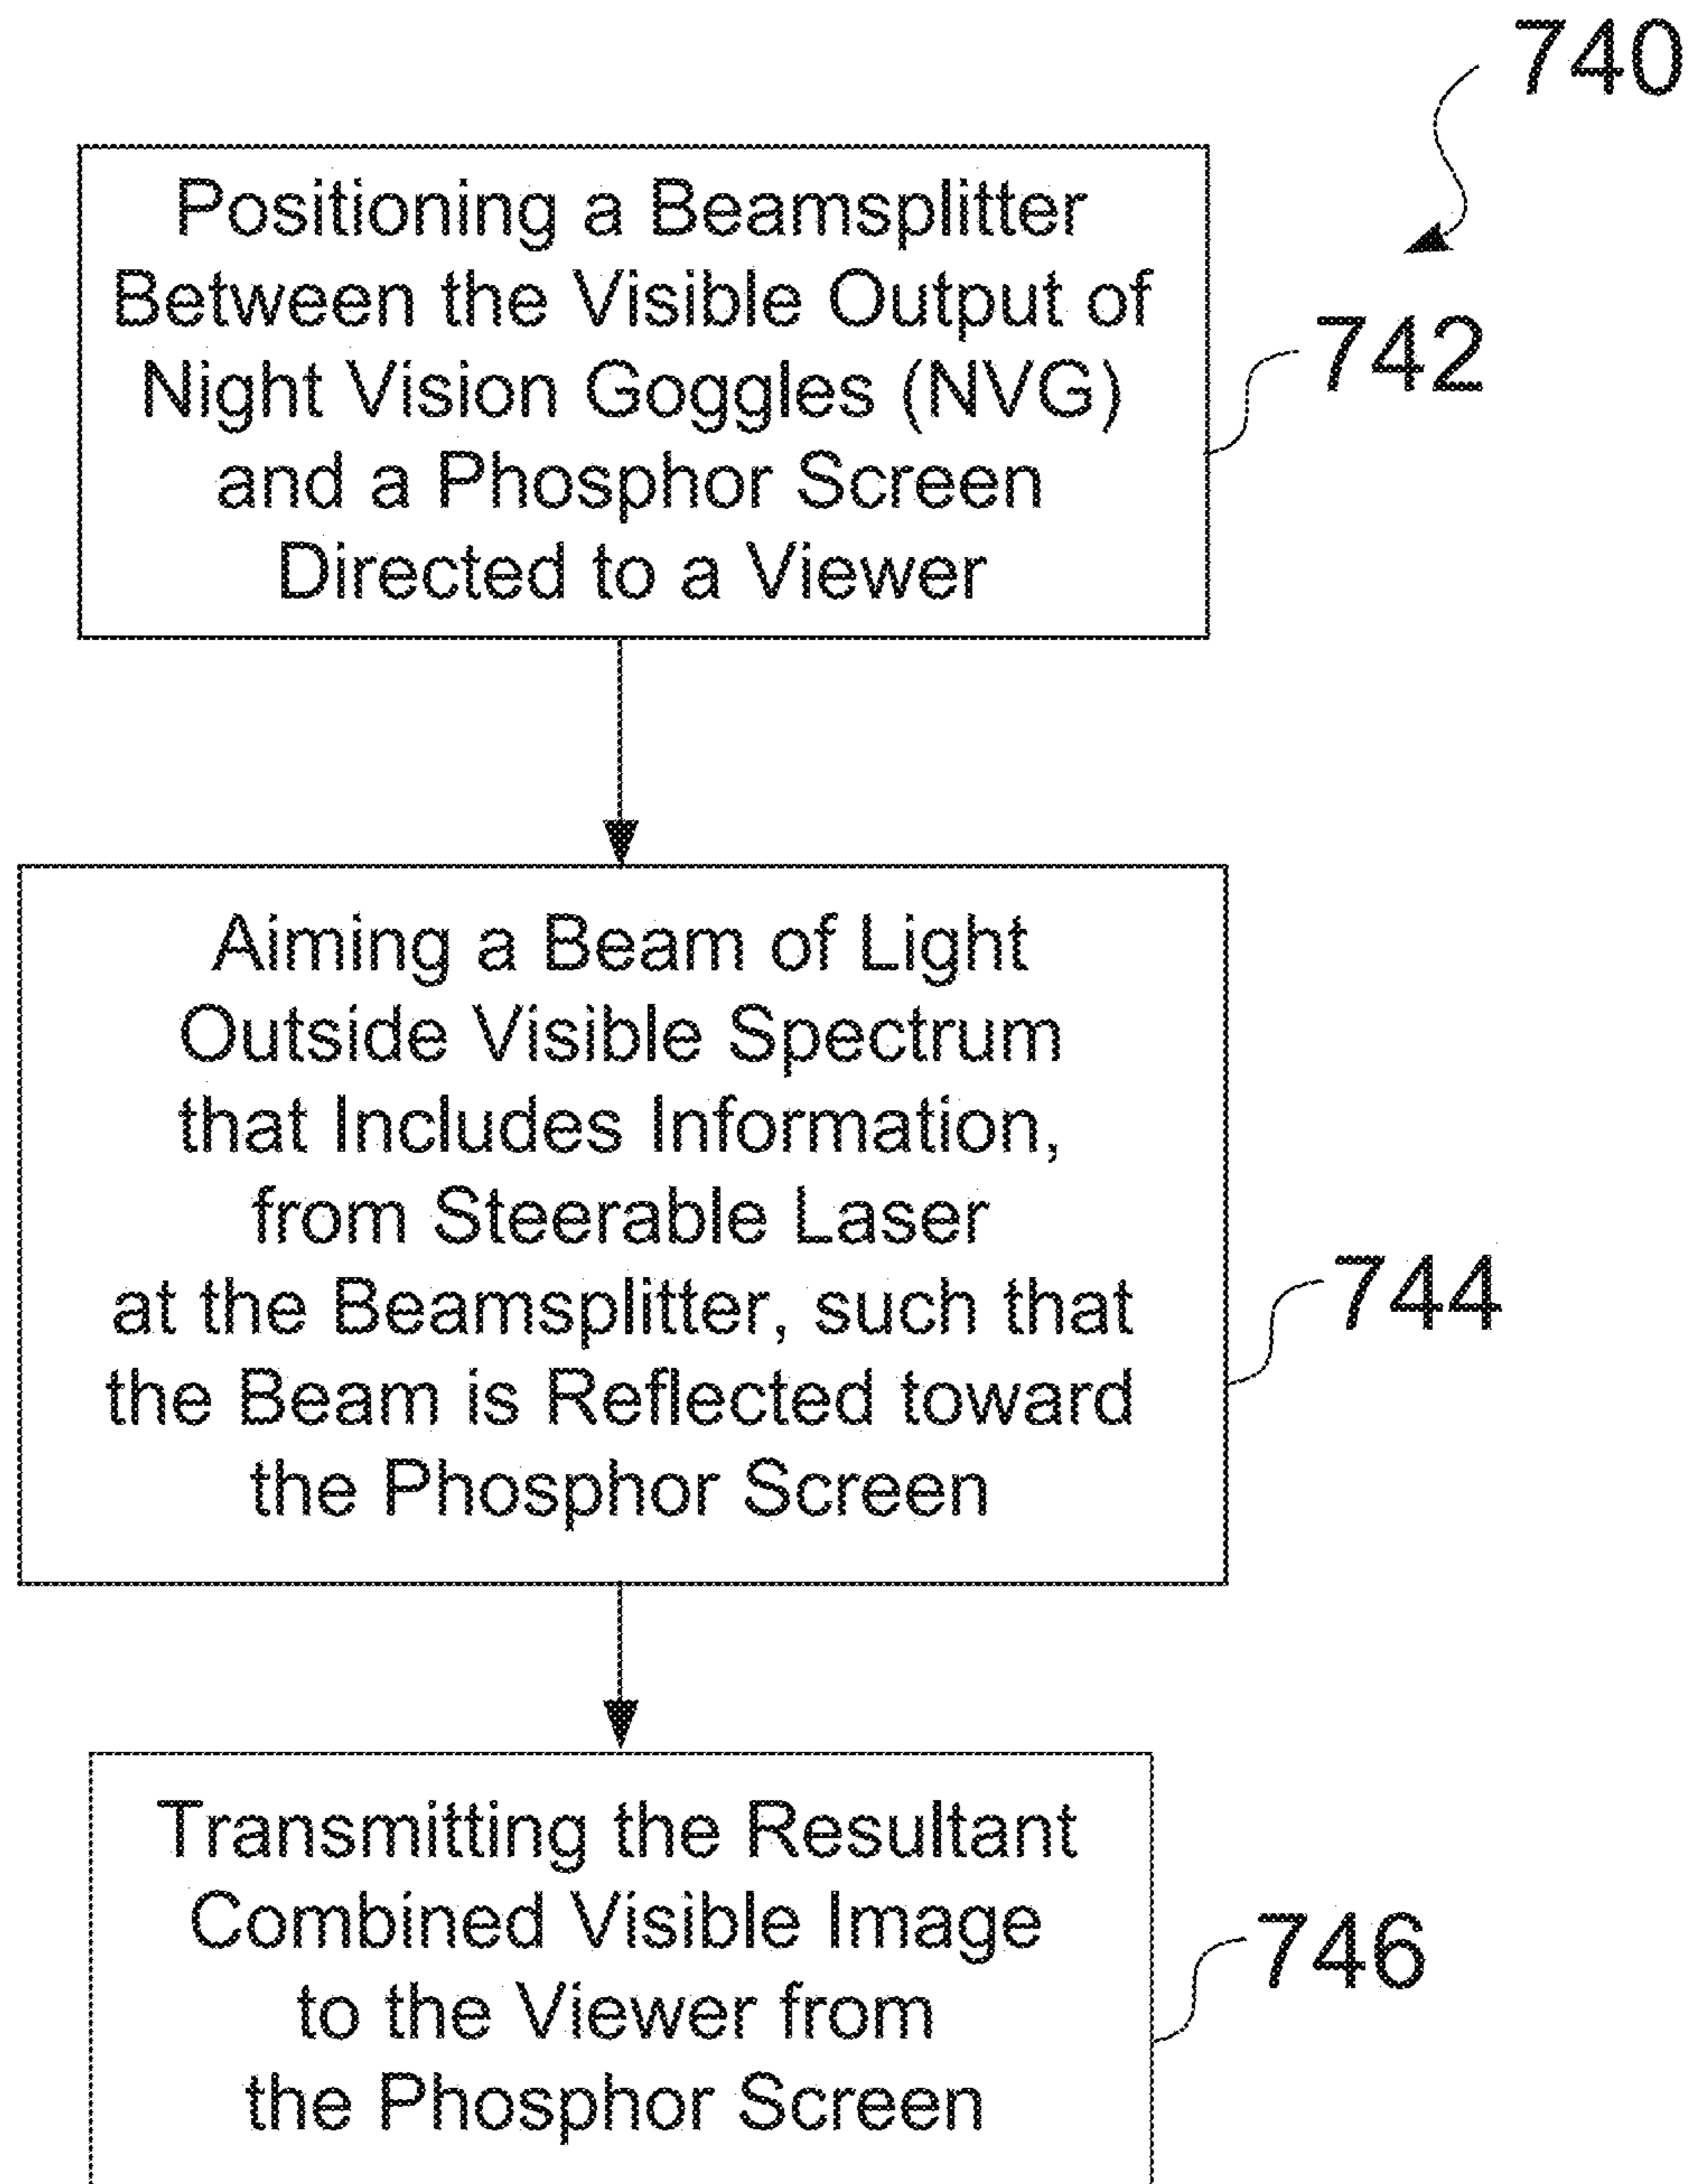 740
Positioning a Beamsplitter
Between the Visible Output of
Night Vision Goggles (NVG)
and a Phosphor Screen
Directed to a Viewer
742
Aiming a Beam of Light
Outside Visible Spectrum
that Includes Information,
from Steerable Laser
at the Beamsplitter, such that
the Beam is Reflected toward
the Phosphor Screen
744
Transmitting the Resultant
Combined Visible Image
to the Viewer from
the Phosphor Screen
746